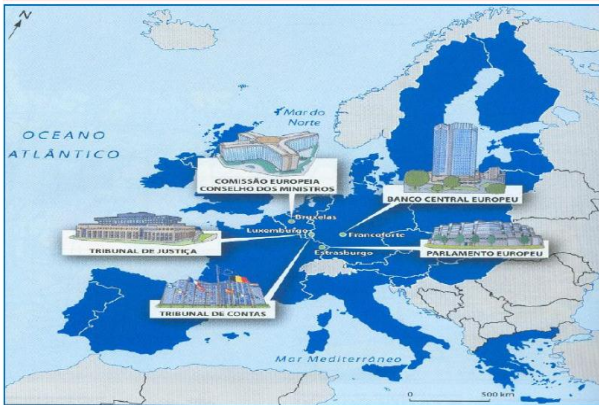 N
Mar do
Norte
OCEANO
ATLÂNTICO
COMISSÃO EUROPEIA
CONSELHO DOS MINISTROS
BANCO CENTRAL EUROPEU
Bruxelas
Luxemburgo
Francoforte
TRIBUNAL DE JUSTIÇA
Estrasburgo
PARLAMENTO EUROPEU
TRIBUNAL DE CONTAS
Mar Mediterrâneo
0 500 km